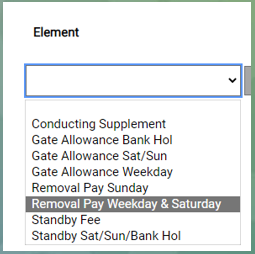 Element
Conducting Supplement
Gate Allowance Bank Hol
Gate Allowance Sat/Sun
Gate Allowance Weekday
Removal Pay Sunday
Removal Pay Weekday & Saturday
Standby Fee
Standby Sat/Sun/Bank Hol